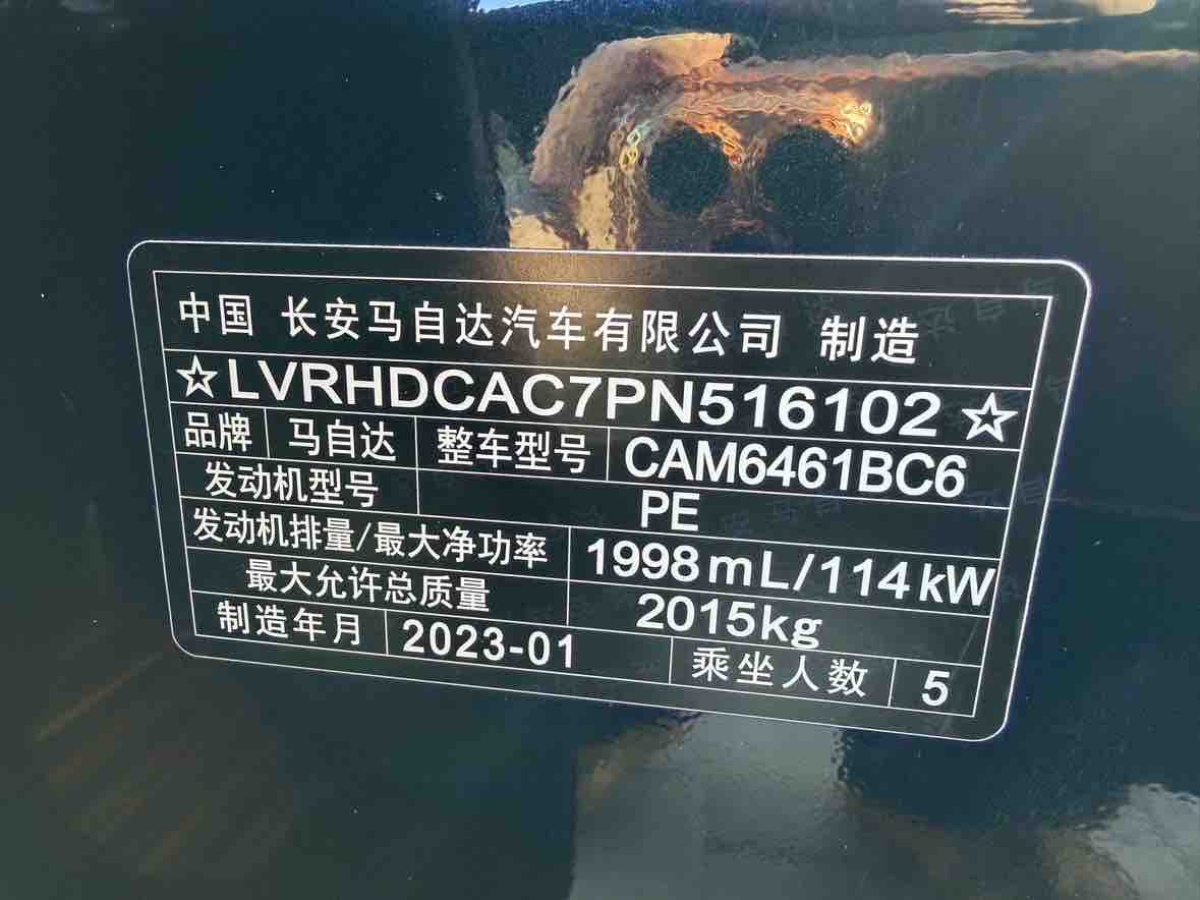 中国 长安马自达汽车有限公司 制造
☆LVRHDCAC7PN516102☆
品牌 马自达 整车型号 CAM6461BC6
发动机型号 PE
发动机排量/最大净功率 1998mL/114kW
最大允许总质量 2015kg
制造年月 2023-01 乘坐人数 5